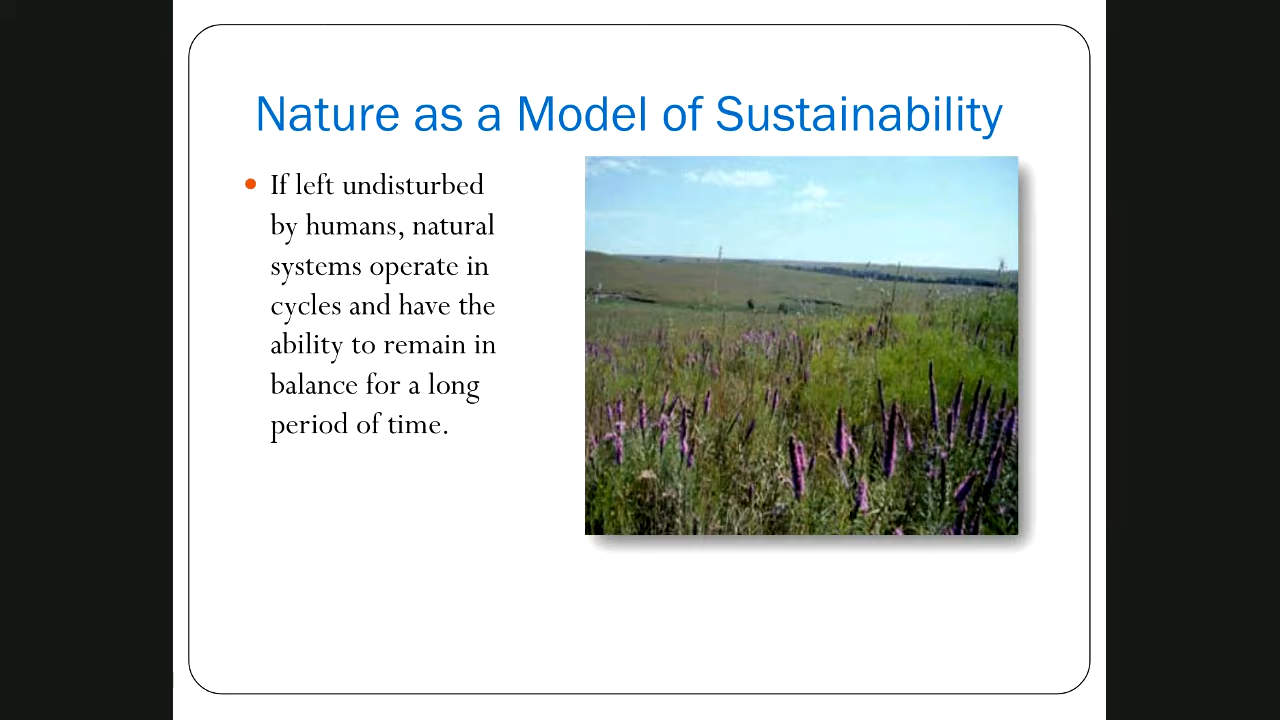 Nature as a Model of Sustainability
If left undisturbed
by humans, natural
systems operate in
cycles and have the
ability to remain in
balance for a long
period of time.